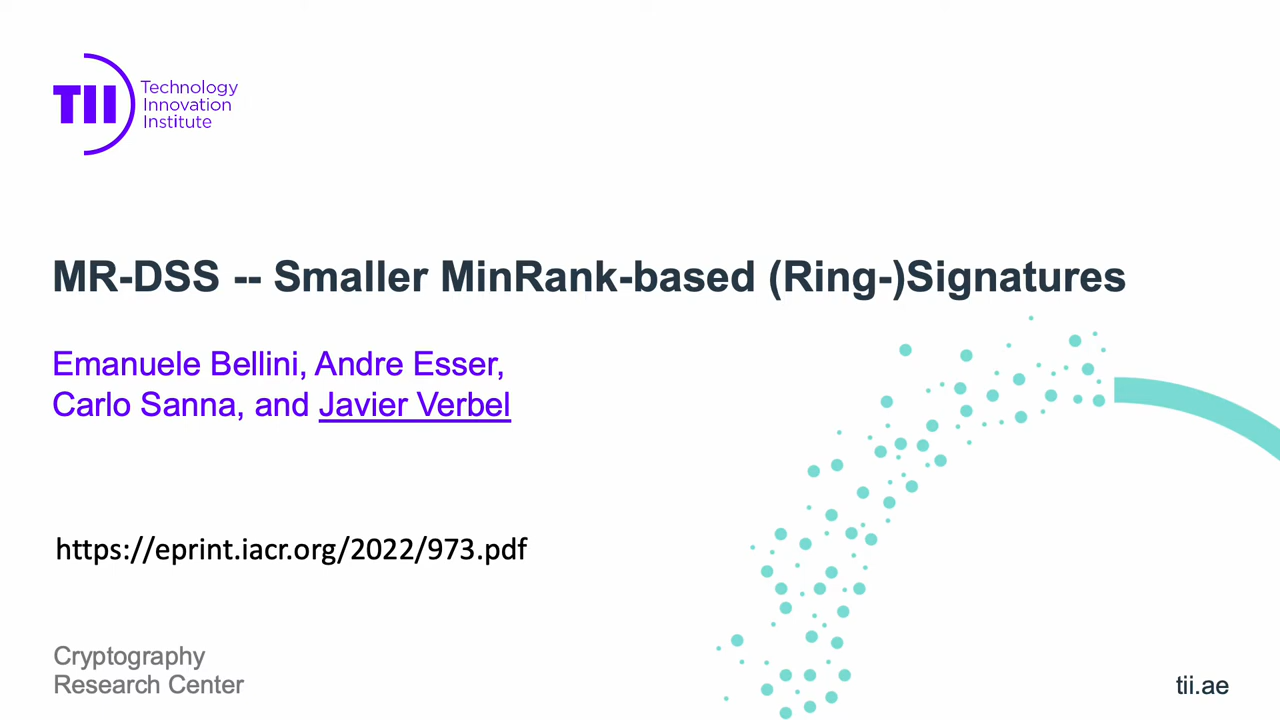 TII
Technology
Innovation
Institute
MR-DSS -- Smaller MinRank-based (Ring-)Signatures
Emanuele Bellini, Andre Esser,
Carlo Sanna, and Javier Verbel
https://eprint.iacr.org/2022/973.pdf
Cryptography
Research Center
tii.ae